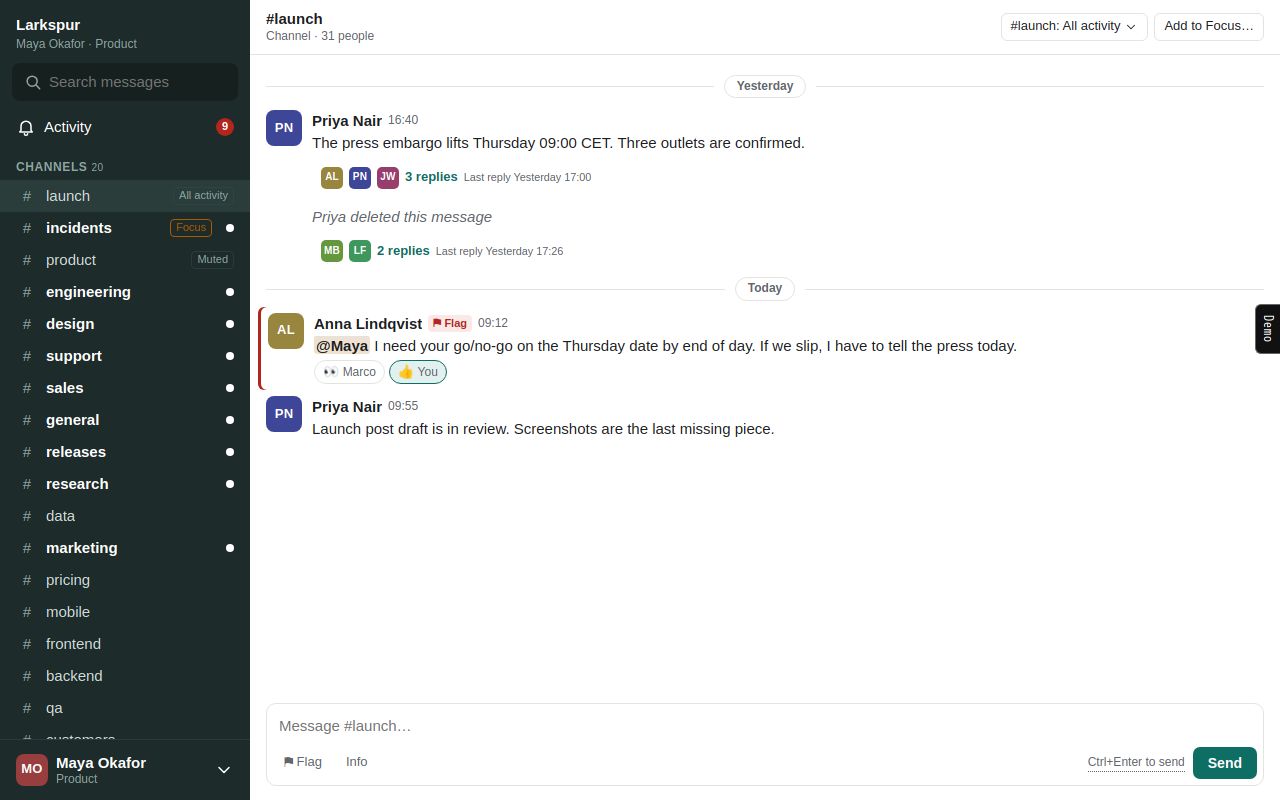 Larkspur
Maya Okafor · Product
Search messages
Activity 9
CHANNELS 20
# launch All activity
# incidents Focus
# product Muted
# engineering
# design
# support
# sales
# general
# releases
# research
# data
# marketing
# pricing
# mobile
# frontend
# backend
# qa
# customers
MO Maya Okafor
Product
#launch
Channel · 31 people
#launch: All activity
Add to Focus…
Yesterday
PN Priya Nair 16:40
The press embargo lifts Thursday 09:00 CET. Three outlets are confirmed.
AL PN JW 3 replies Last reply Yesterday 17:00
Priya deleted this message
MB LF 2 replies Last reply Yesterday 17:26
Today
AL Anna Lindqvist Flag 09:12
@Maya I need your go/no-go on the Thursday date by end of day. If we slip, I have to tell the press today.
👀 Marco 👍 You
PN Priya Nair 09:55
Launch post draft is in review. Screenshots are the last missing piece.
Demo
Message #launch…
Flag Info
Ctrl+Enter to send Send